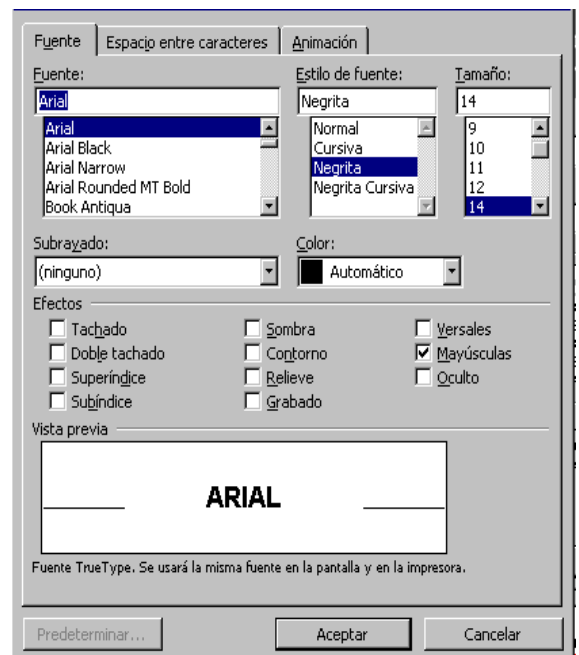 Fuente Espacio entre caracteres Animación
Fuente: Estilo de fuente: Tamaño:
Arial Negrita 14
Arial Normal 9
Arial Black Cursiva 10
Arial Narrow Negrita 11
Arial Rounded MT Bold Negrita Cursiva 12
Book Antiqua 14
Subrayado: Color:
(ninguno) Automático
Efectos
Tachado Sombra Versales
Doble tachado Contorno Mayúsculas
Superíndice Relieve Oculto
Subíndice Grabado
Vista previa
ARIAL
Fuente TrueType. Se usará la misma fuente en la pantalla y en la impresora.
Predeterminar... Aceptar Cancelar